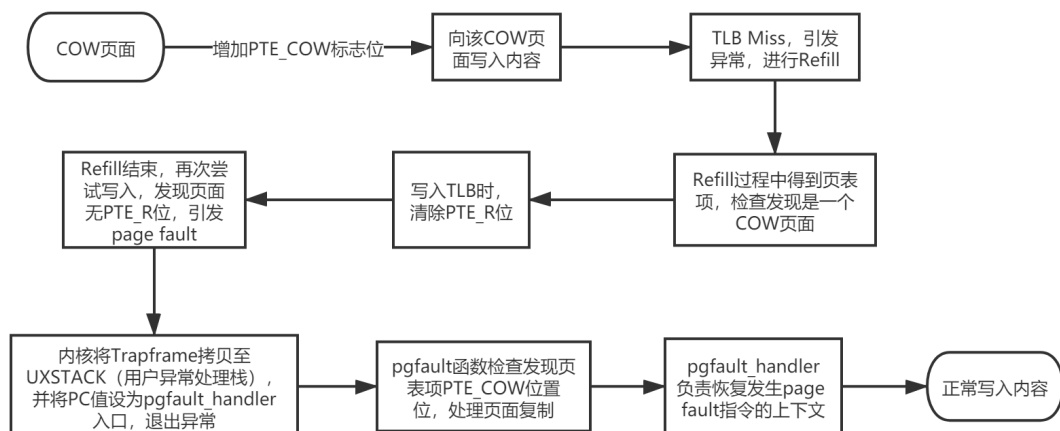 COW页面
增加PTE_COW标志位
向该COW页
面写入内容
TLB Miss，引发
异常，进行Refill
Refill过程中得到页表
项，检查发现是一个
COW页面
写入TLB时，
清除PTE_R位
Refill结束，再次尝
试写入，发现页面
无PTE_R位，引发
page fault
内核将Trapframe拷贝至
UXSTACK（用户异常处理栈），
并将PC值设为pgfault_handler
入口，退出异常
pgfault函数检查发现页
表项PTE_COW位置
位，处理页面复制
pgfault_handler
负责恢复发生page
fault指令的上下文
正常写入内容